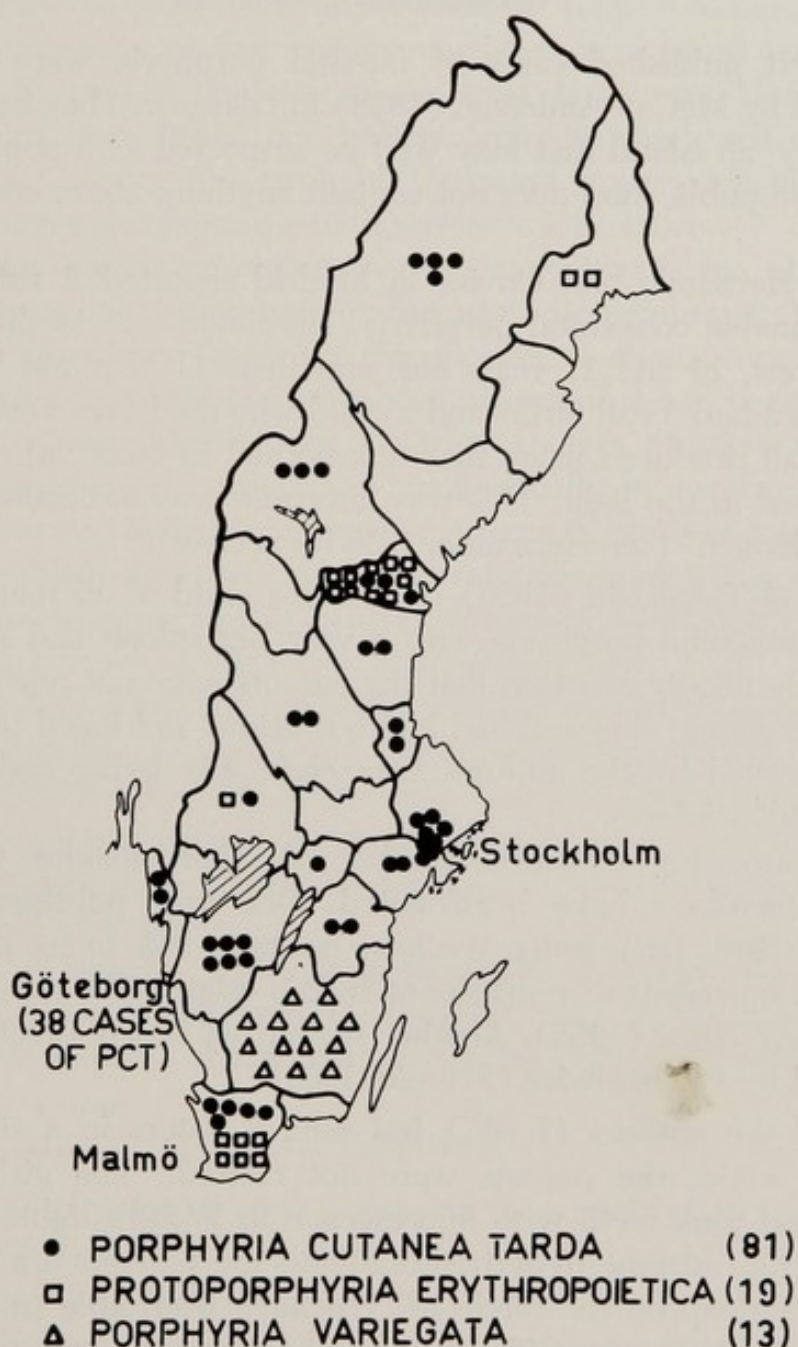 Stockholm
Göteborg
(38 CASES
OF PCT)
Malmö
● PORPHYRIA CUTANEA TARDA (81)
□ PROTOPORPHYRIA ERYTHROPOIETICA (19)
△ PORPHYRIA VARIEGATA (13)